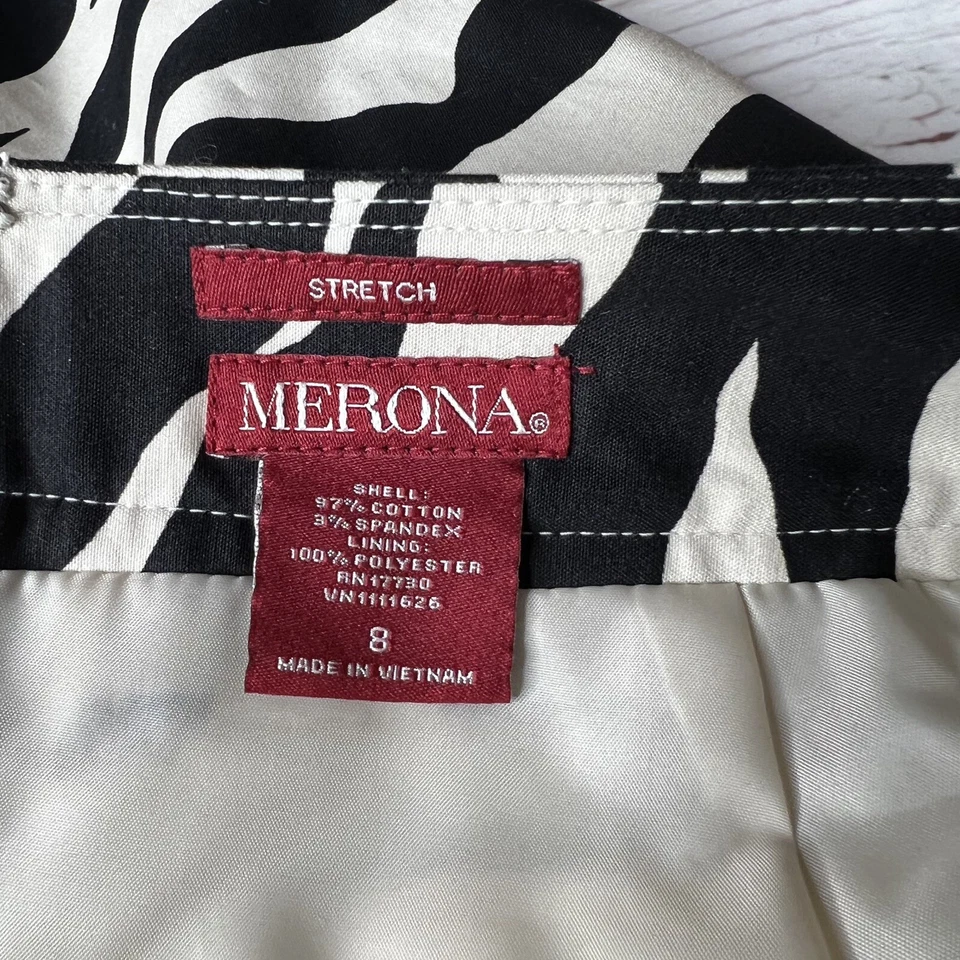 STRETCH
MERONA®
SHELL:
97% COTTON
3% SPANDEX
LINING:
100% POLYESTER
RN17730
VN1111626
8
MADE IN VIETNAM